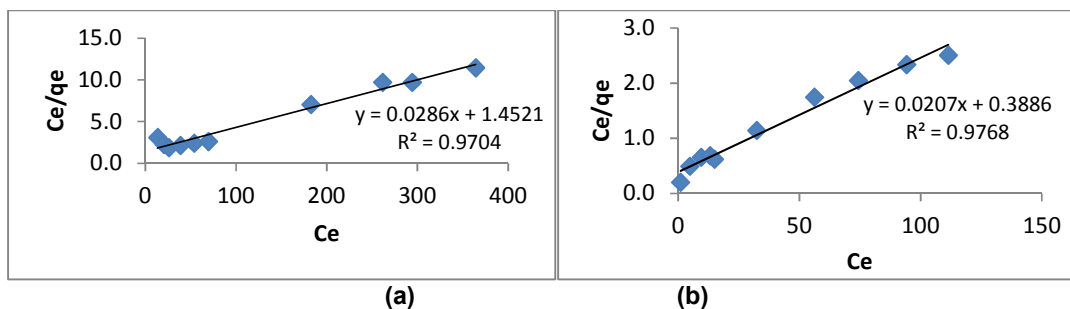 15.0
10.0
5.0
0.0
Ce/qe
y = 0.0286x + 1.4521
R² = 0.9704
0 100 200 300 400
Ce
(a)
3.0
2.0
1.0
0.0
Ce/qe
y = 0.0207x + 0.3886
R² = 0.9768
0 50 100 150
Ce
(b)